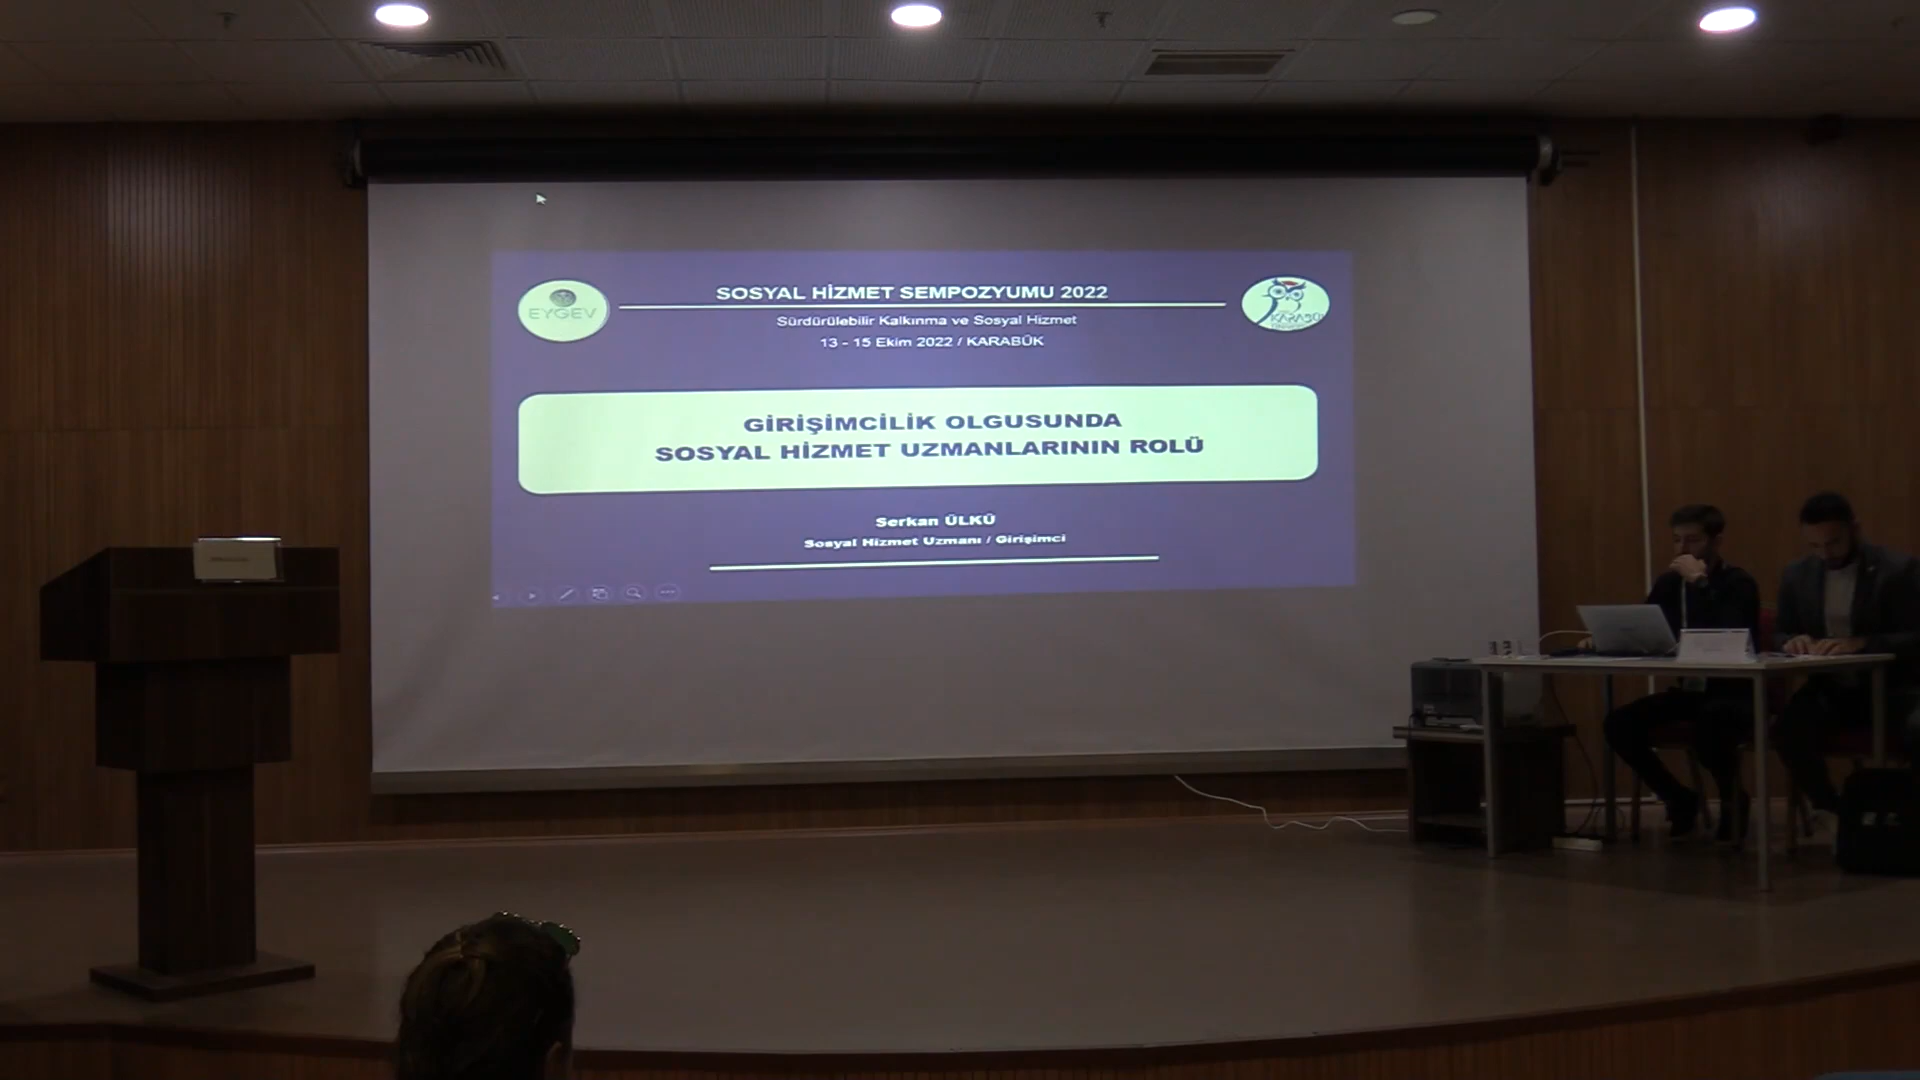 SOSYAL HİZMET SEMPOZYUMU 2022
EYGEV
Sürdürülebilir Kalkınma ve Sosyal Hizmet
KARABÜK
13 - 15 Ekim 2022 / KARABÜK
GİRİŞİMCİLİK OLGUSUNDA
SOSYAL HİZMET UZMANLARININ ROLÜ
Serkan ÜLKÜ
Sosyal Hizmet Uzmanı / Girişimci